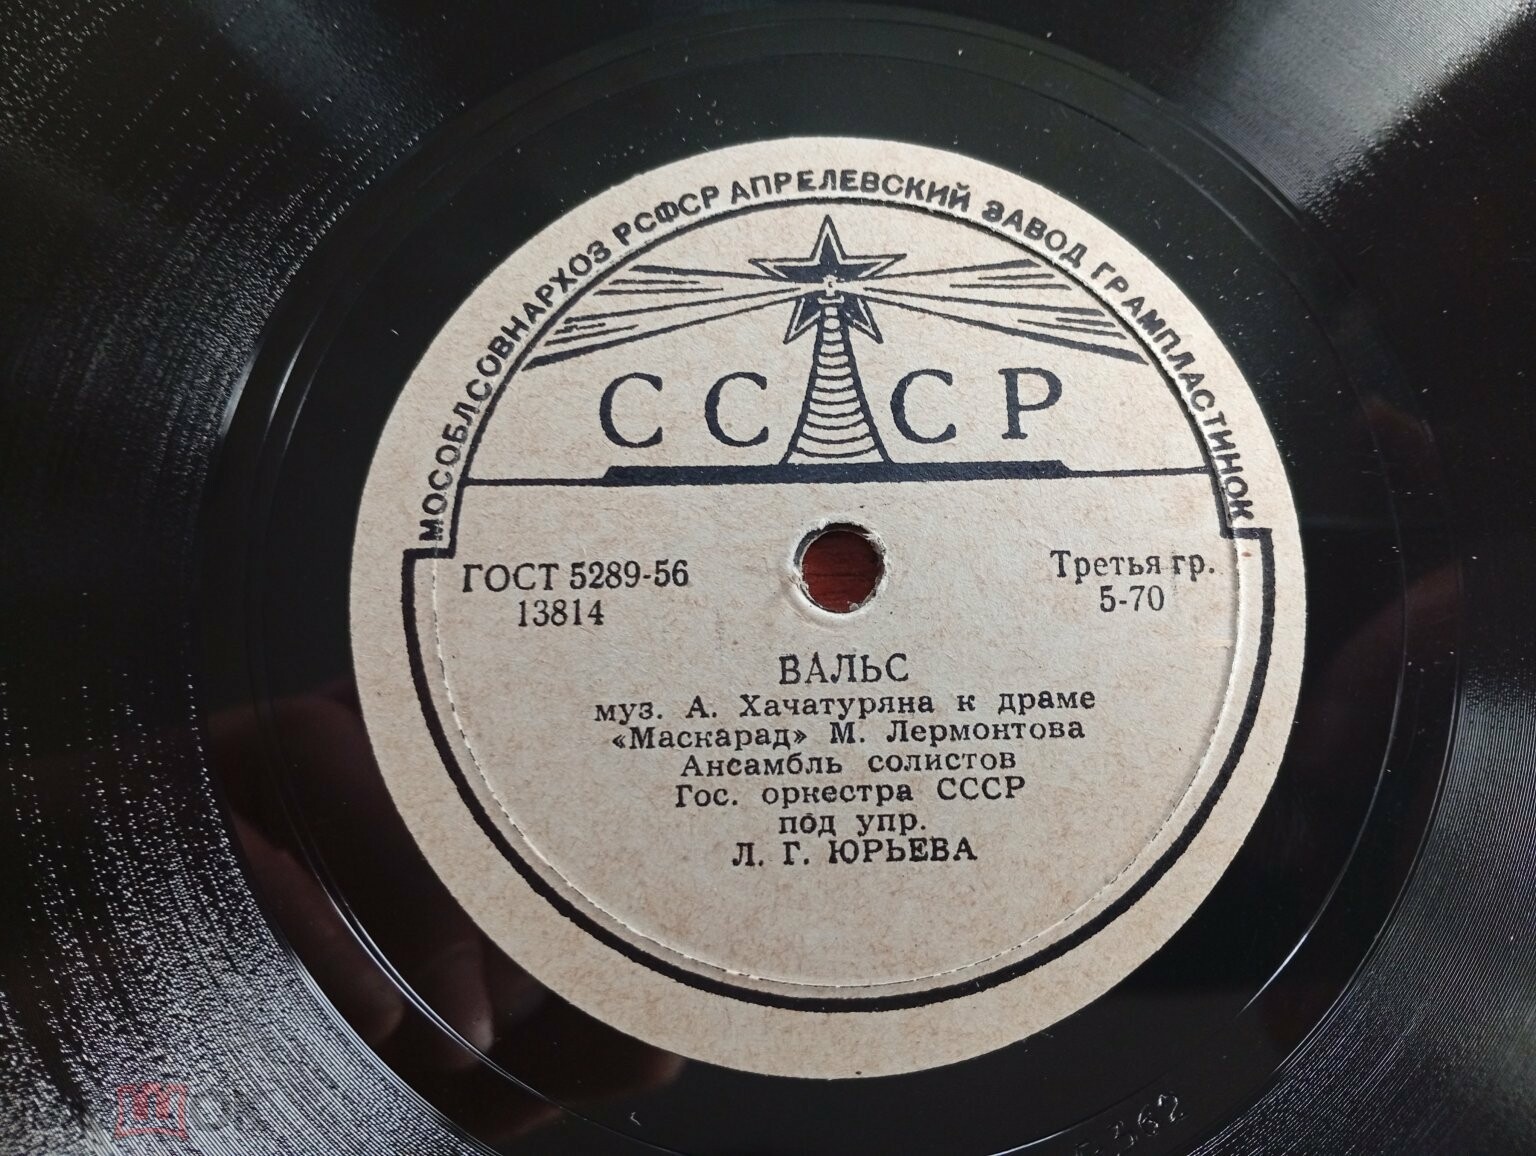 МОСОБЛСОВНАРХОЗ РСФСР АПРЕЛЕВСКИЙ ЗАВОД ГРАМПЛАСТИНОК
СССР
ГОСТ 5289-56
13814
Третья гр.
5-70
ВАЛЬС
муз. А. Хачатуряна к драме
«Маскарад» М. Лермонтова
Ансамбль солистов
Гос. оркестра СССР
под упр.
Л. Г. ЮРЬЕВА